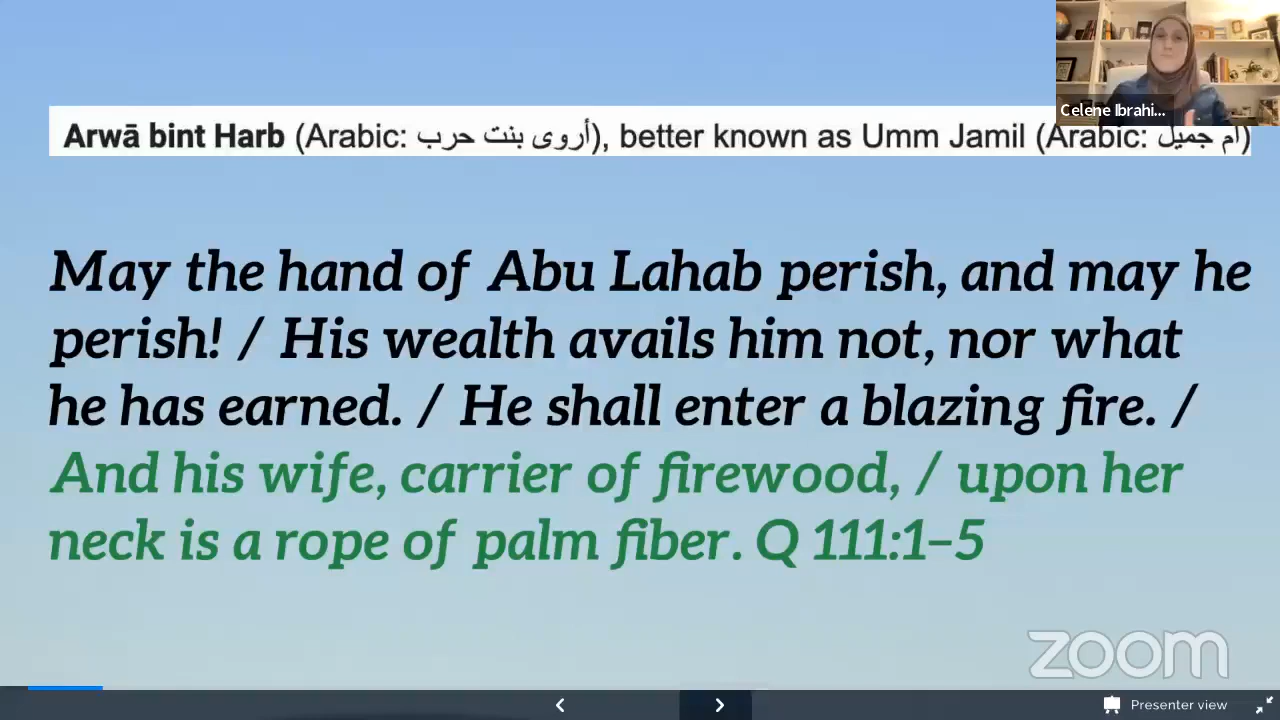 Celene Ibrahi...
Arwā bint Harb (Arabic: أروى بنت حرب), better known as Umm Jamil (Arabic: أم جميل)
May the hand of Abu Lahab perish, and may he
perish! / His wealth avails him not, nor what
he has earned. / He shall enter a blazing fire. /
And his wife, carrier of firewood, / upon her
neck is a rope of palm fiber. Q 111:1–5
zoom
Presenter view